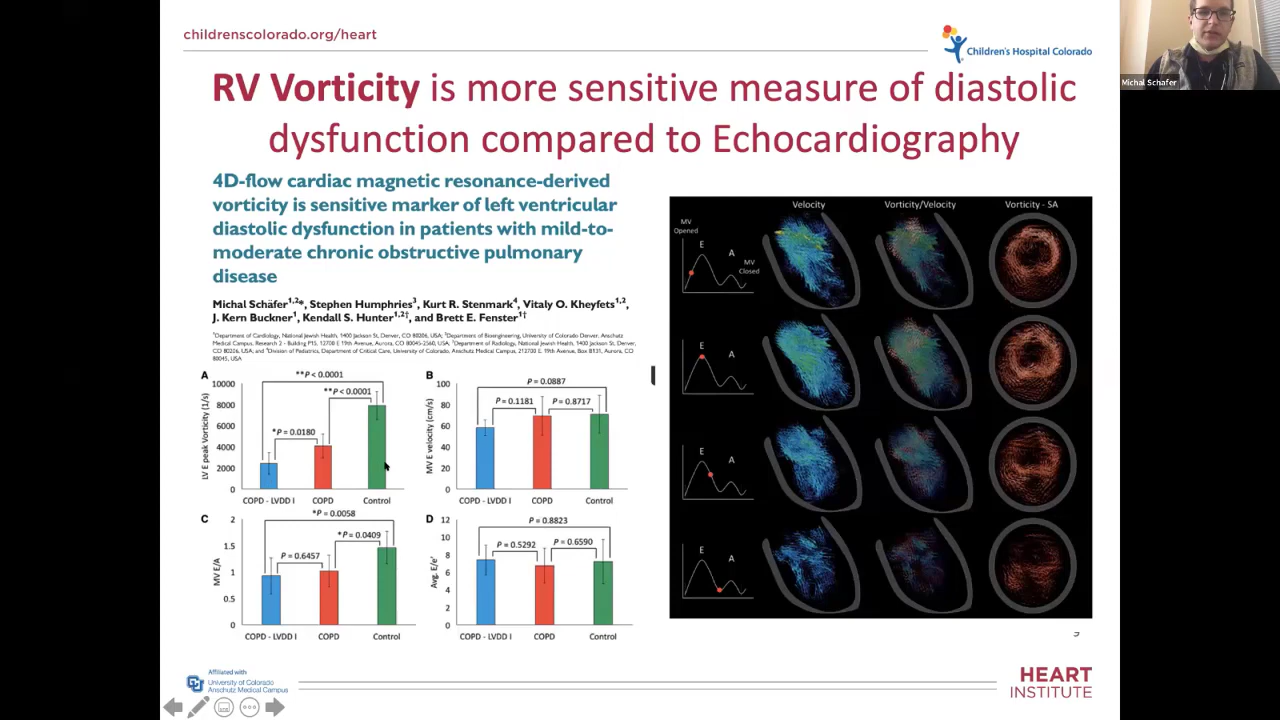 childrenscolorado.org/heart
Children's Hospital Colorado
Michal Schafer
RV Vorticity is more sensitive measure of diastolic
dysfunction compared to Echocardiography
4D-flow cardiac magnetic resonance-derived
vorticity is sensitive marker of left ventricular
diastolic dysfunction in patients with mild-to-
moderate chronic obstructive pulmonary
disease
Michal Schäfer1,2*, Stephen Humphries3, Kurt R. Stenmark4, Vitaly O. Kheyfets1,2,
J. Kern Buckner1, Kendall S. Hunter1,2†, and Brett E. Fenster1†
1Department of Cardiology, National Jewish Health, 1400 Jackson St, Denver, CO 80206, USA; 2Department of Bioengineering, University of Colorado Denver, Anschutz
Medical Campus, Research 2 - Building P15, 12700 E 19th Avenue, Aurora, CO 80045-2560, USA; 3Department of Radiology, National Jewish Health, 1400 Jackson St, Denver,
CO 80206, USA; and 4Division of Pediatrics, Department of Critical Care, University of Colorado, Anschutz Medical Campus, 212700 E. 19th Avenue, Box B131, Aurora, CO
80045, USA
A
LV E peak Vorticity (1/s)
10000
8000
6000
4000
2000
0
**P < 0.0001
**P < 0.0001
*P = 0.0180
COPD - LVDD I
COPD
Control
B
MV E velocity (cm/s)
100
80
60
40
20
0
P = 0.0887
P = 0.1181
P = 0.8717
COPD - LVDD I
COPD
Control
C
MV E/A
2
1.5
1
0.5
0
*P = 0.0058
*P = 0.0409
P = 0.6457
COPD - LVDD I
COPD
Control
D
Avg. E/e'
12
10
8
6
4
2
0
P = 0.8823
P = 0.5292
P = 0.6590
COPD - LVDD I
COPD
Control
Velocity
Vorticity/Velocity
Vorticity - SA
MV
Opened
E
A
MV
Closed
E
A
E
A
E
A
Affiliated with
University of Colorado
Anschutz Medical Campus
HEART
INSTITUTE